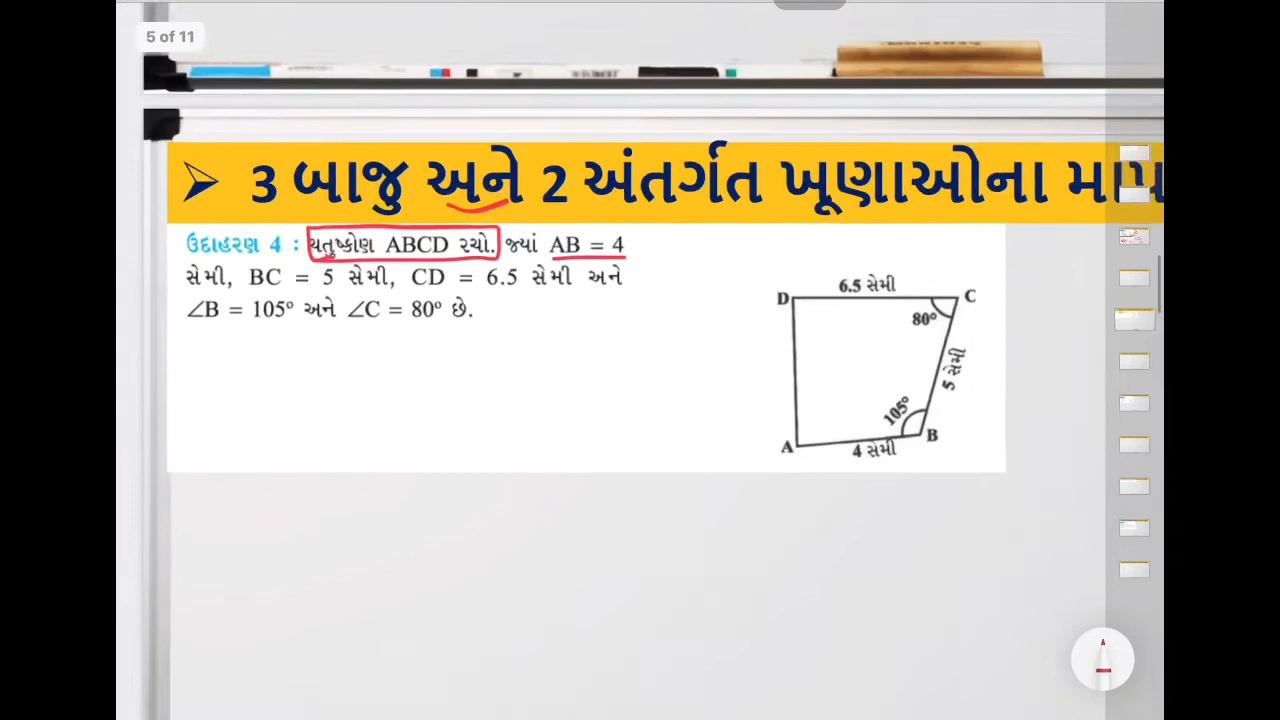 5 of 11
➢ 3 બાજુ અને 2 અંતર્ગત ખૂણાઓના માપ
ઉદાહરણ 4 : ચતુષ્કોણ ABCD રચો. જ્યાં AB = 4
સેમી, BC = 5 સેમી, CD = 6.5 સેમી અને
∠B = 105° અને ∠C = 80° છે.
6.5 સેમી
D
C
80°
5 સેમી
105°
B
A
4 સેમી